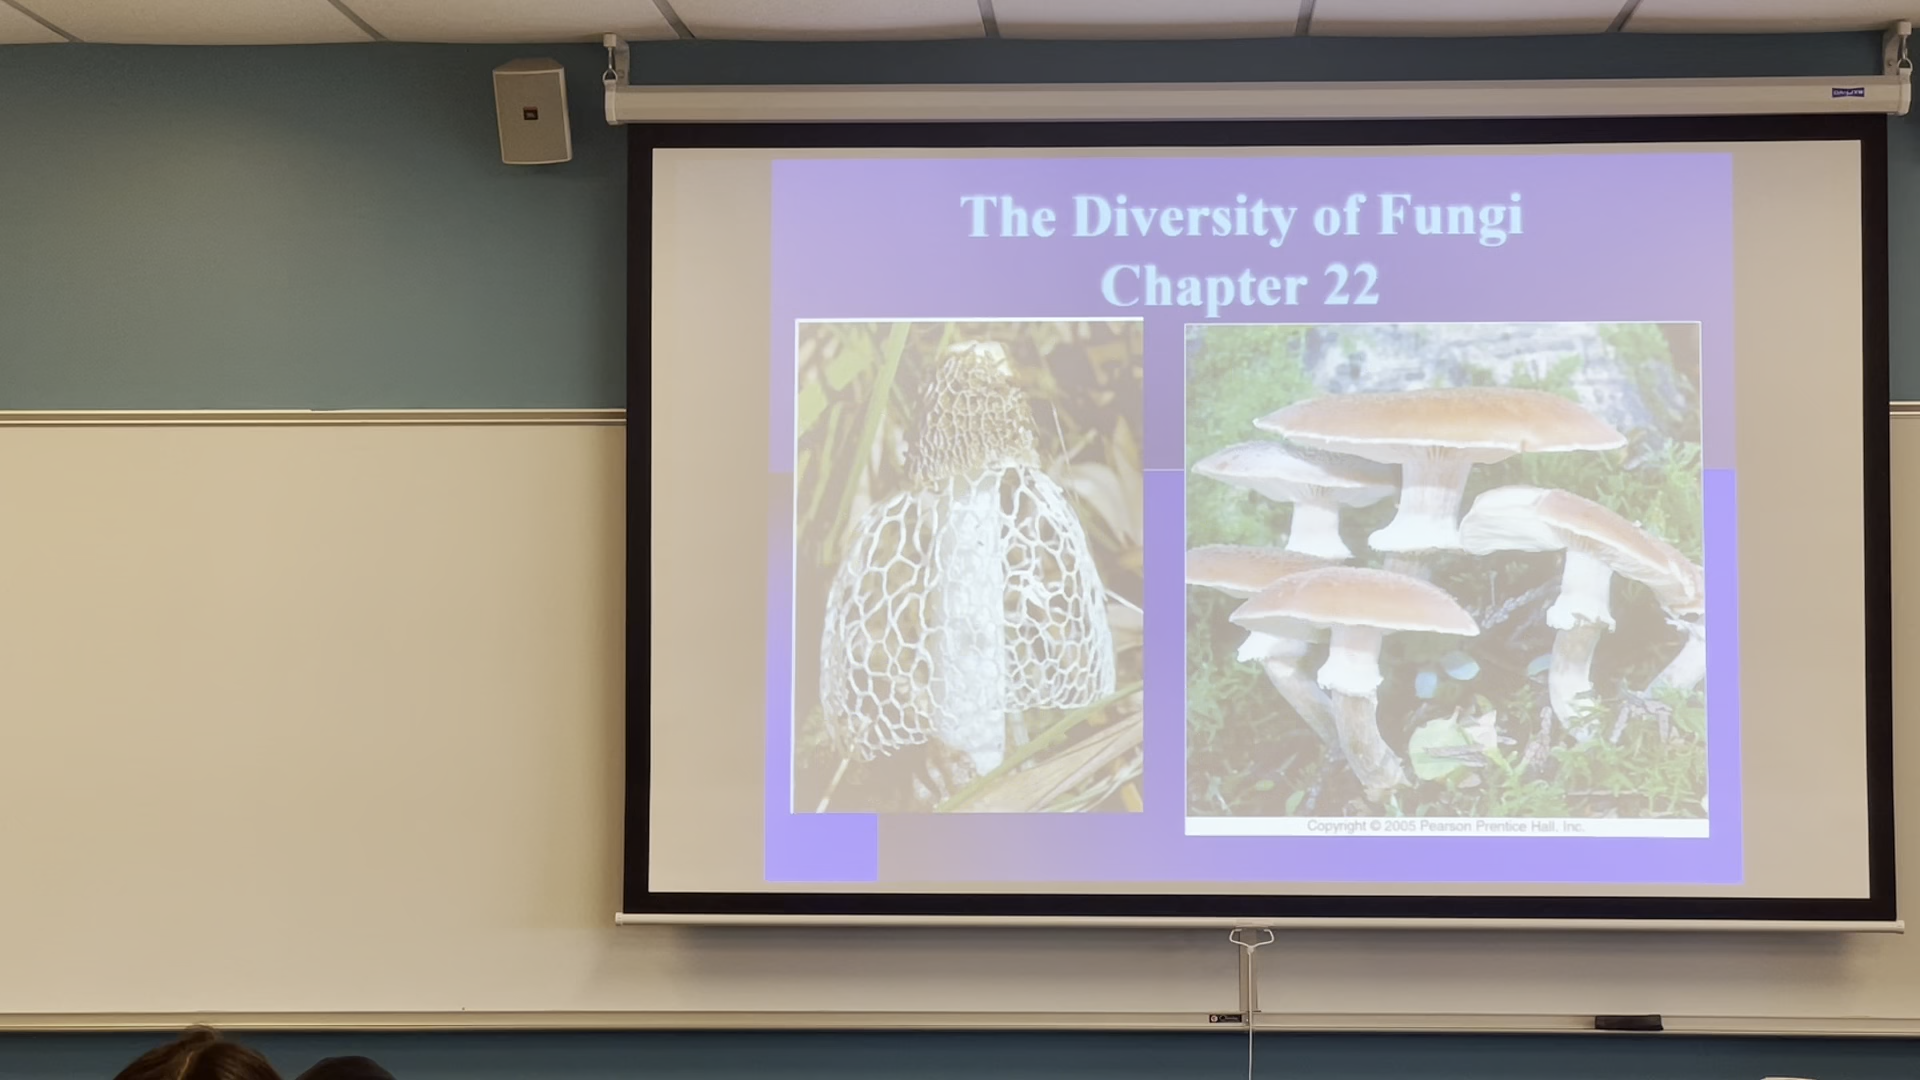 The Diversity of Fungi
Chapter 22
Copyright © 2005 Pearson Prentice Hall, Inc.